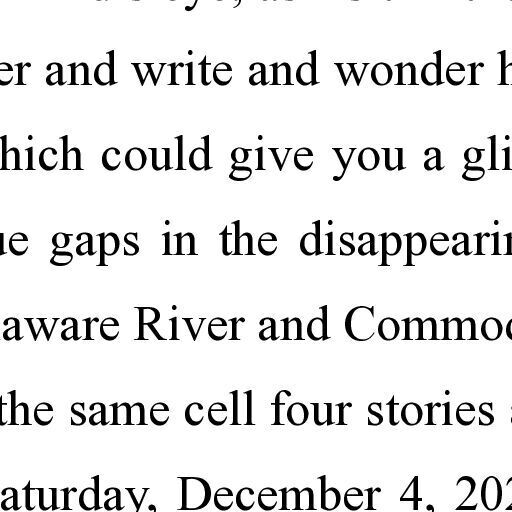 er and write and wonder h
hich could give you a gli
ue gaps in the disappearin
aware River and Commod
the same cell four stories a
aturday, December 4, 202